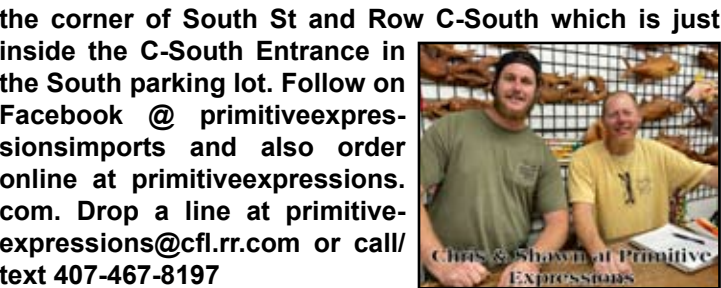 the corner of South St and Row C-South which is just
inside the C-South Entrance in
the South parking lot. Follow on
Facebook @ primitiveexpres-
sionsimports and also order
online at primitiveexpressions.
com. Drop a line at primitive-
expressions@cfl.rr.com or call/
text 407-467-8197
Chris & Shawn at Primitive
Expressions